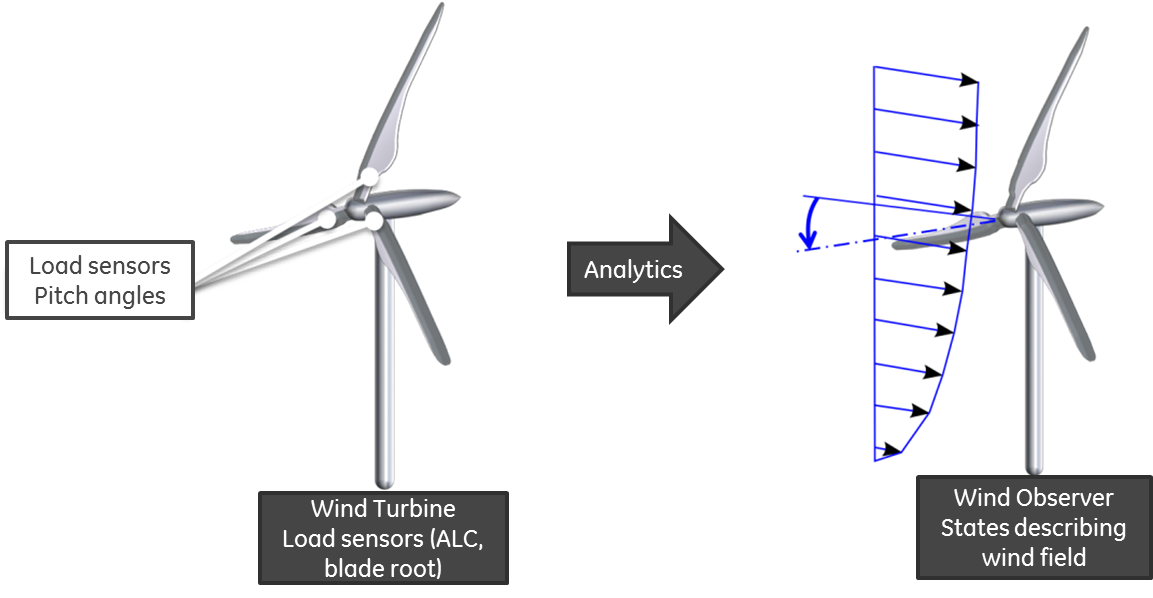 Load sensors
Pitch angles
Analytics
Wind Turbine
Load sensors (ALC,
blade root)
Wind Observer
States describing
wind field